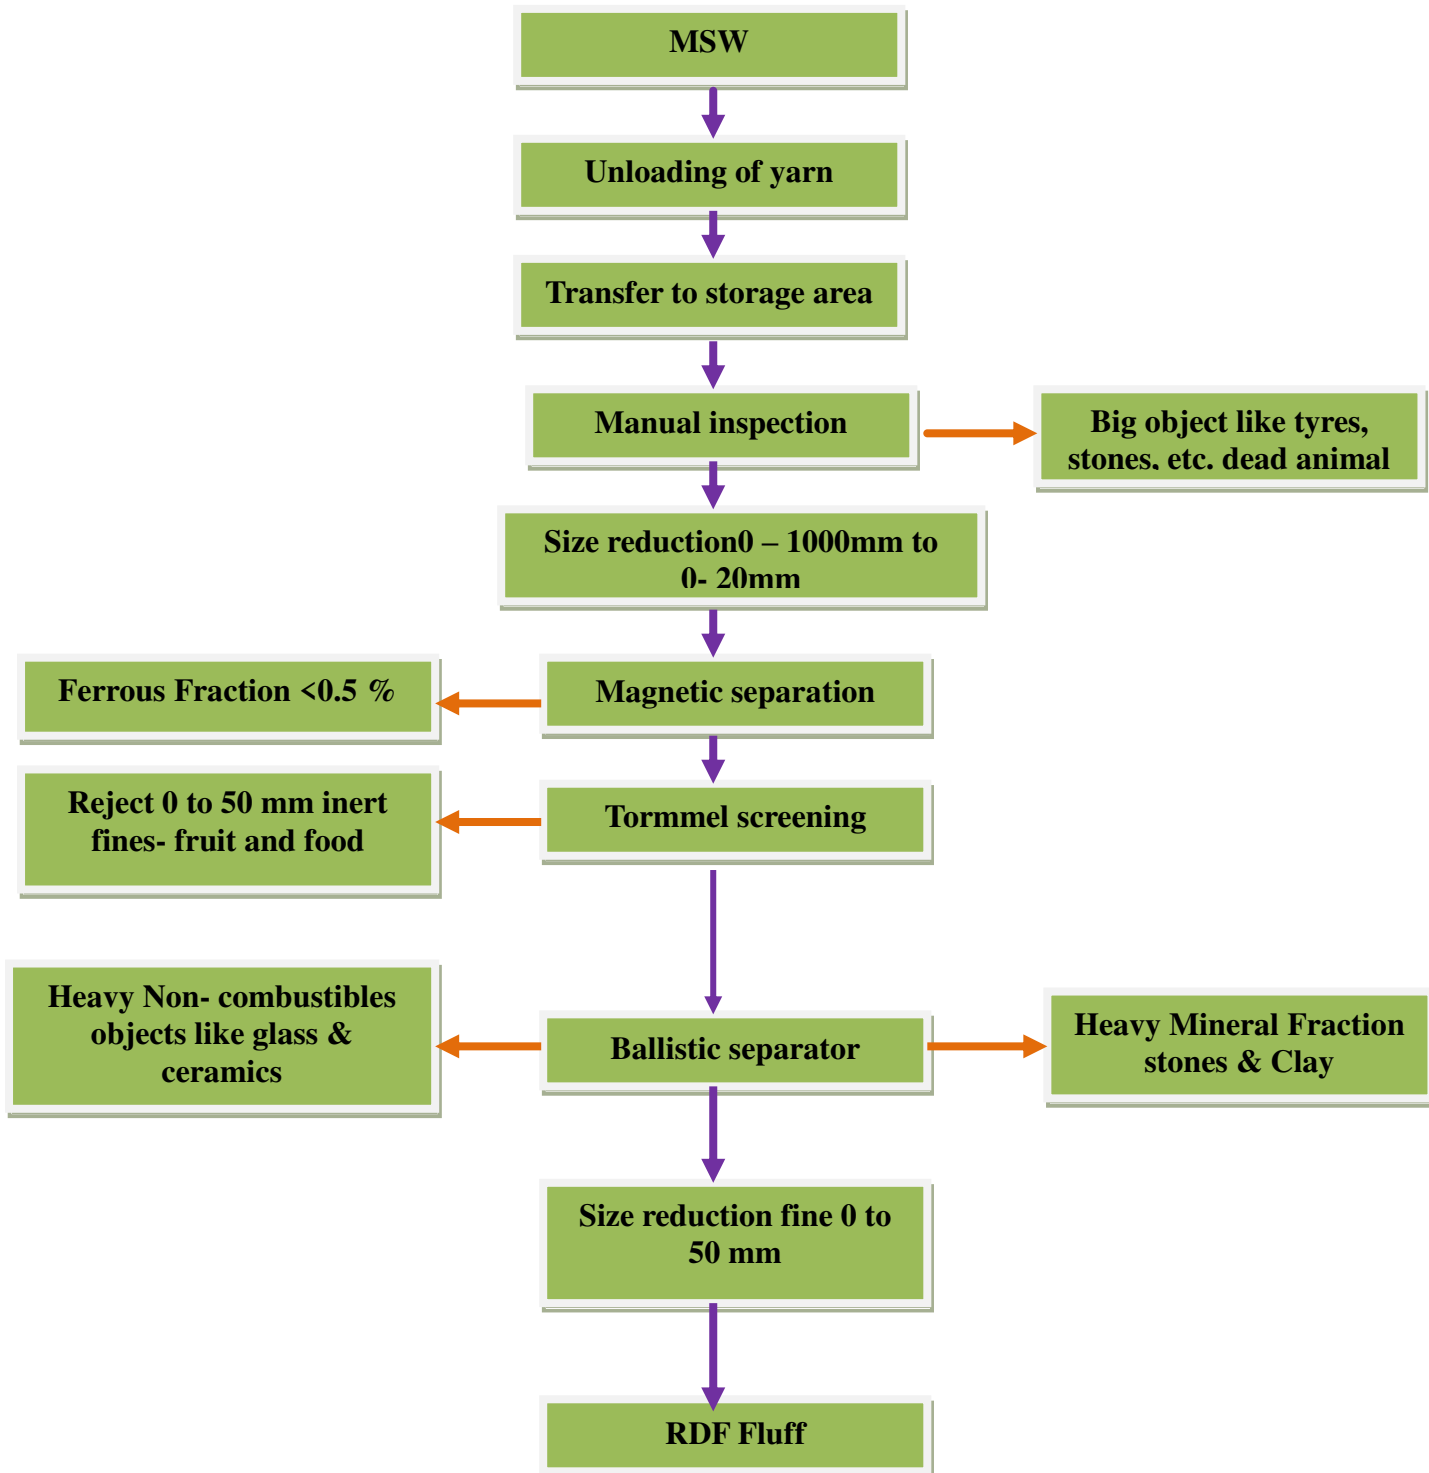 MSW
Unloading of yarn
Transfer to storage area
Manual inspection
Big object like tyres,
stones, etc. dead animal
Size reduction0 – 1000mm to
0- 20mm
Ferrous Fraction <0.5 %
Magnetic separation
Reject 0 to 50 mm inert
fines- fruit and food
Tormmel screening
Heavy Non- combustibles
objects like glass &
ceramics
Ballistic separator
Heavy Mineral Fraction
stones & Clay
Size reduction fine 0 to
50 mm
RDF Fluff